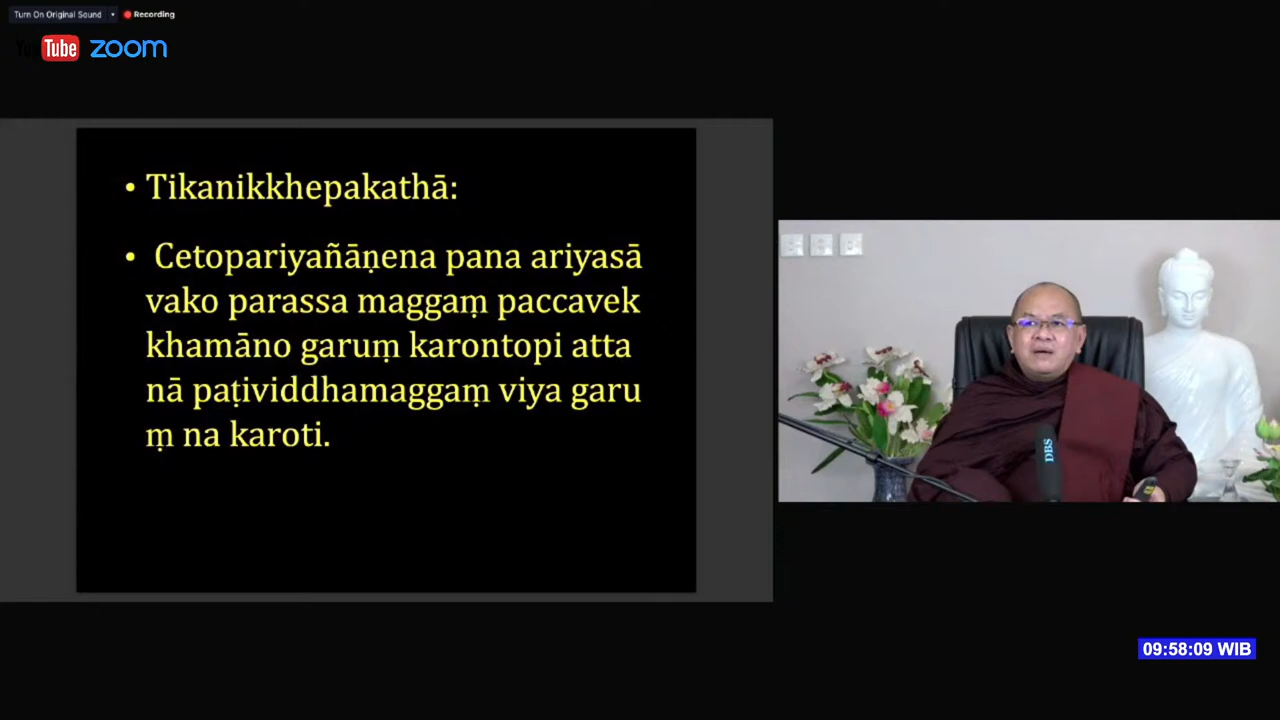 Turn On Original Sound
Recording
YouTube zoom
• Tikanikkhepakathā:
• Cetopariyañāṇena pana ariyasā
vako parassa maggaṃ paccavek
khamāno garuṃ karontopi atta
nā paṭividdhamaggaṃ viya garu
ṃ na karoti.
DBS
09:58:09 WIB